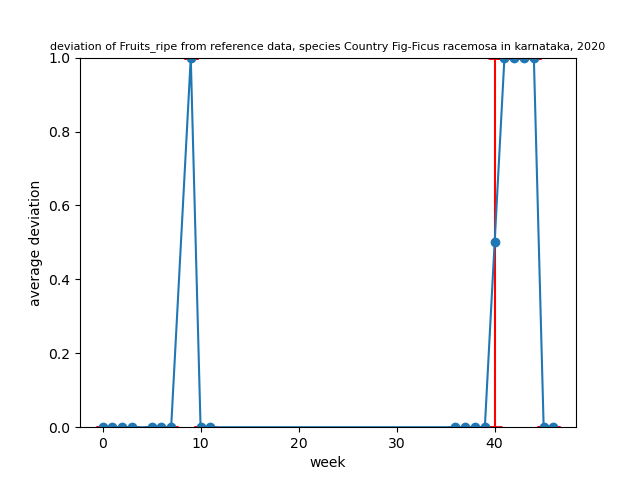 deviation of Fruits_ripe from reference data, species Country Fig-Ficus racemosa in karnataka, 2020
1.0
0.8
0.6
0.4
0.2
0.0
average deviation
0 10 20 30 40
week